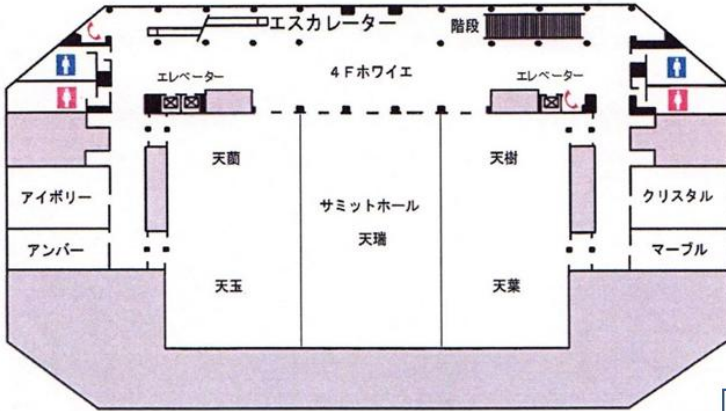 エスカレーター
階段
エレベーター
4Fホワイエ
エレベーター
天蘭
天樹
アイボリー
サミットホール
クリスタル
天瑞
アンバー
マーブル
天玉
天葉